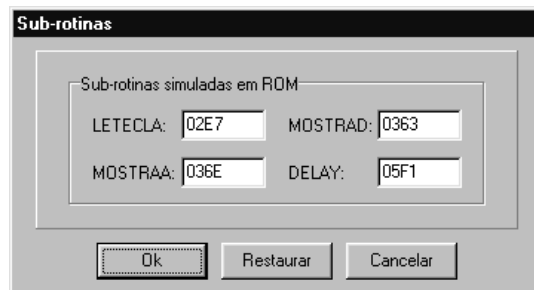 Sub-rotinas
Sub-rotinas simuladas em ROM
LETECLA: 02E7 MOSTRAD: 0363
MOSTRAA: 036E DELAY: 05F1
Ok Restaurar Cancelar